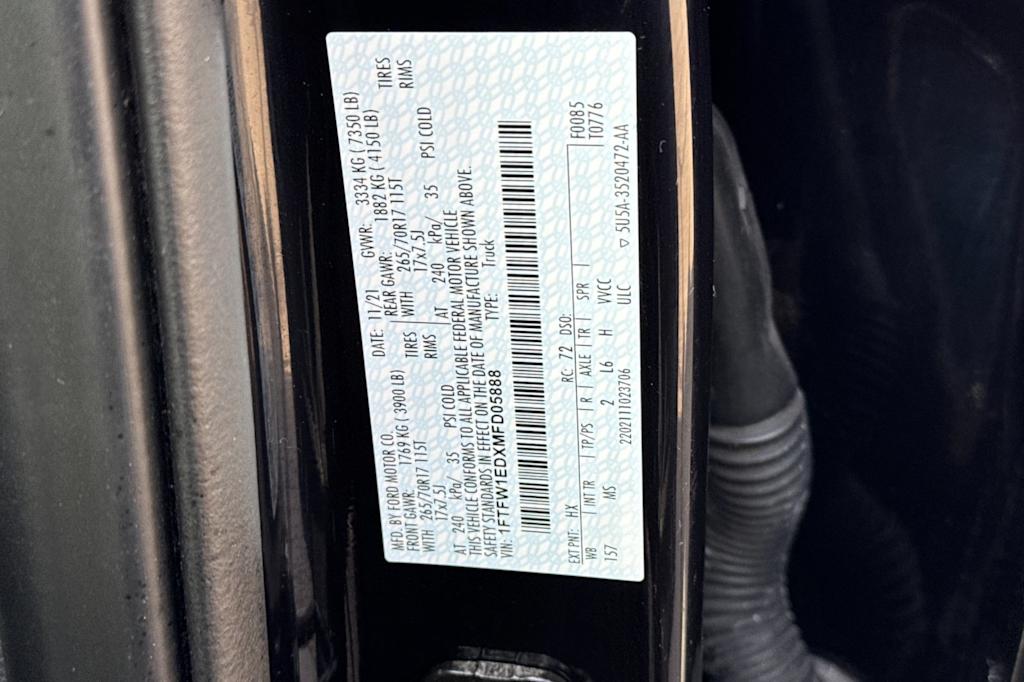 MFD. BY FORD MOTOR CO.
DATE: 11/21 GVWR: 3334 KG ( 7350 LB)
FRONT GAWR: 1769 KG ( 3900 LB) REAR GAWR: 1882 KG ( 4150 LB)
WITH 265/70R17 115T TIRES WITH 265/70R17 115T TIRES
17x7.5J RIMS 17x7.5J RIMS
AT 240 kPa/ 35 PSI COLD AT 240 kPa/ 35 PSI COLD
THIS VEHICLE CONFORMS TO ALL APPLICABLE FEDERAL MOTOR VEHICLE
SAFETY STANDARDS IN EFFECT ON THE DATE OF MANUFACTURE SHOWN ABOVE.
VIN: 1FTFW1EDXMFD05888 TYPE: Truck
EXT PNT: HX RC: 72 DSO: F0085
WB INT TR TP/PS R AXLE TR SPR T0776
157 MS 2 L6 H VVCC
2202111023706 ULC
▽ 5U5A-3520472-AA